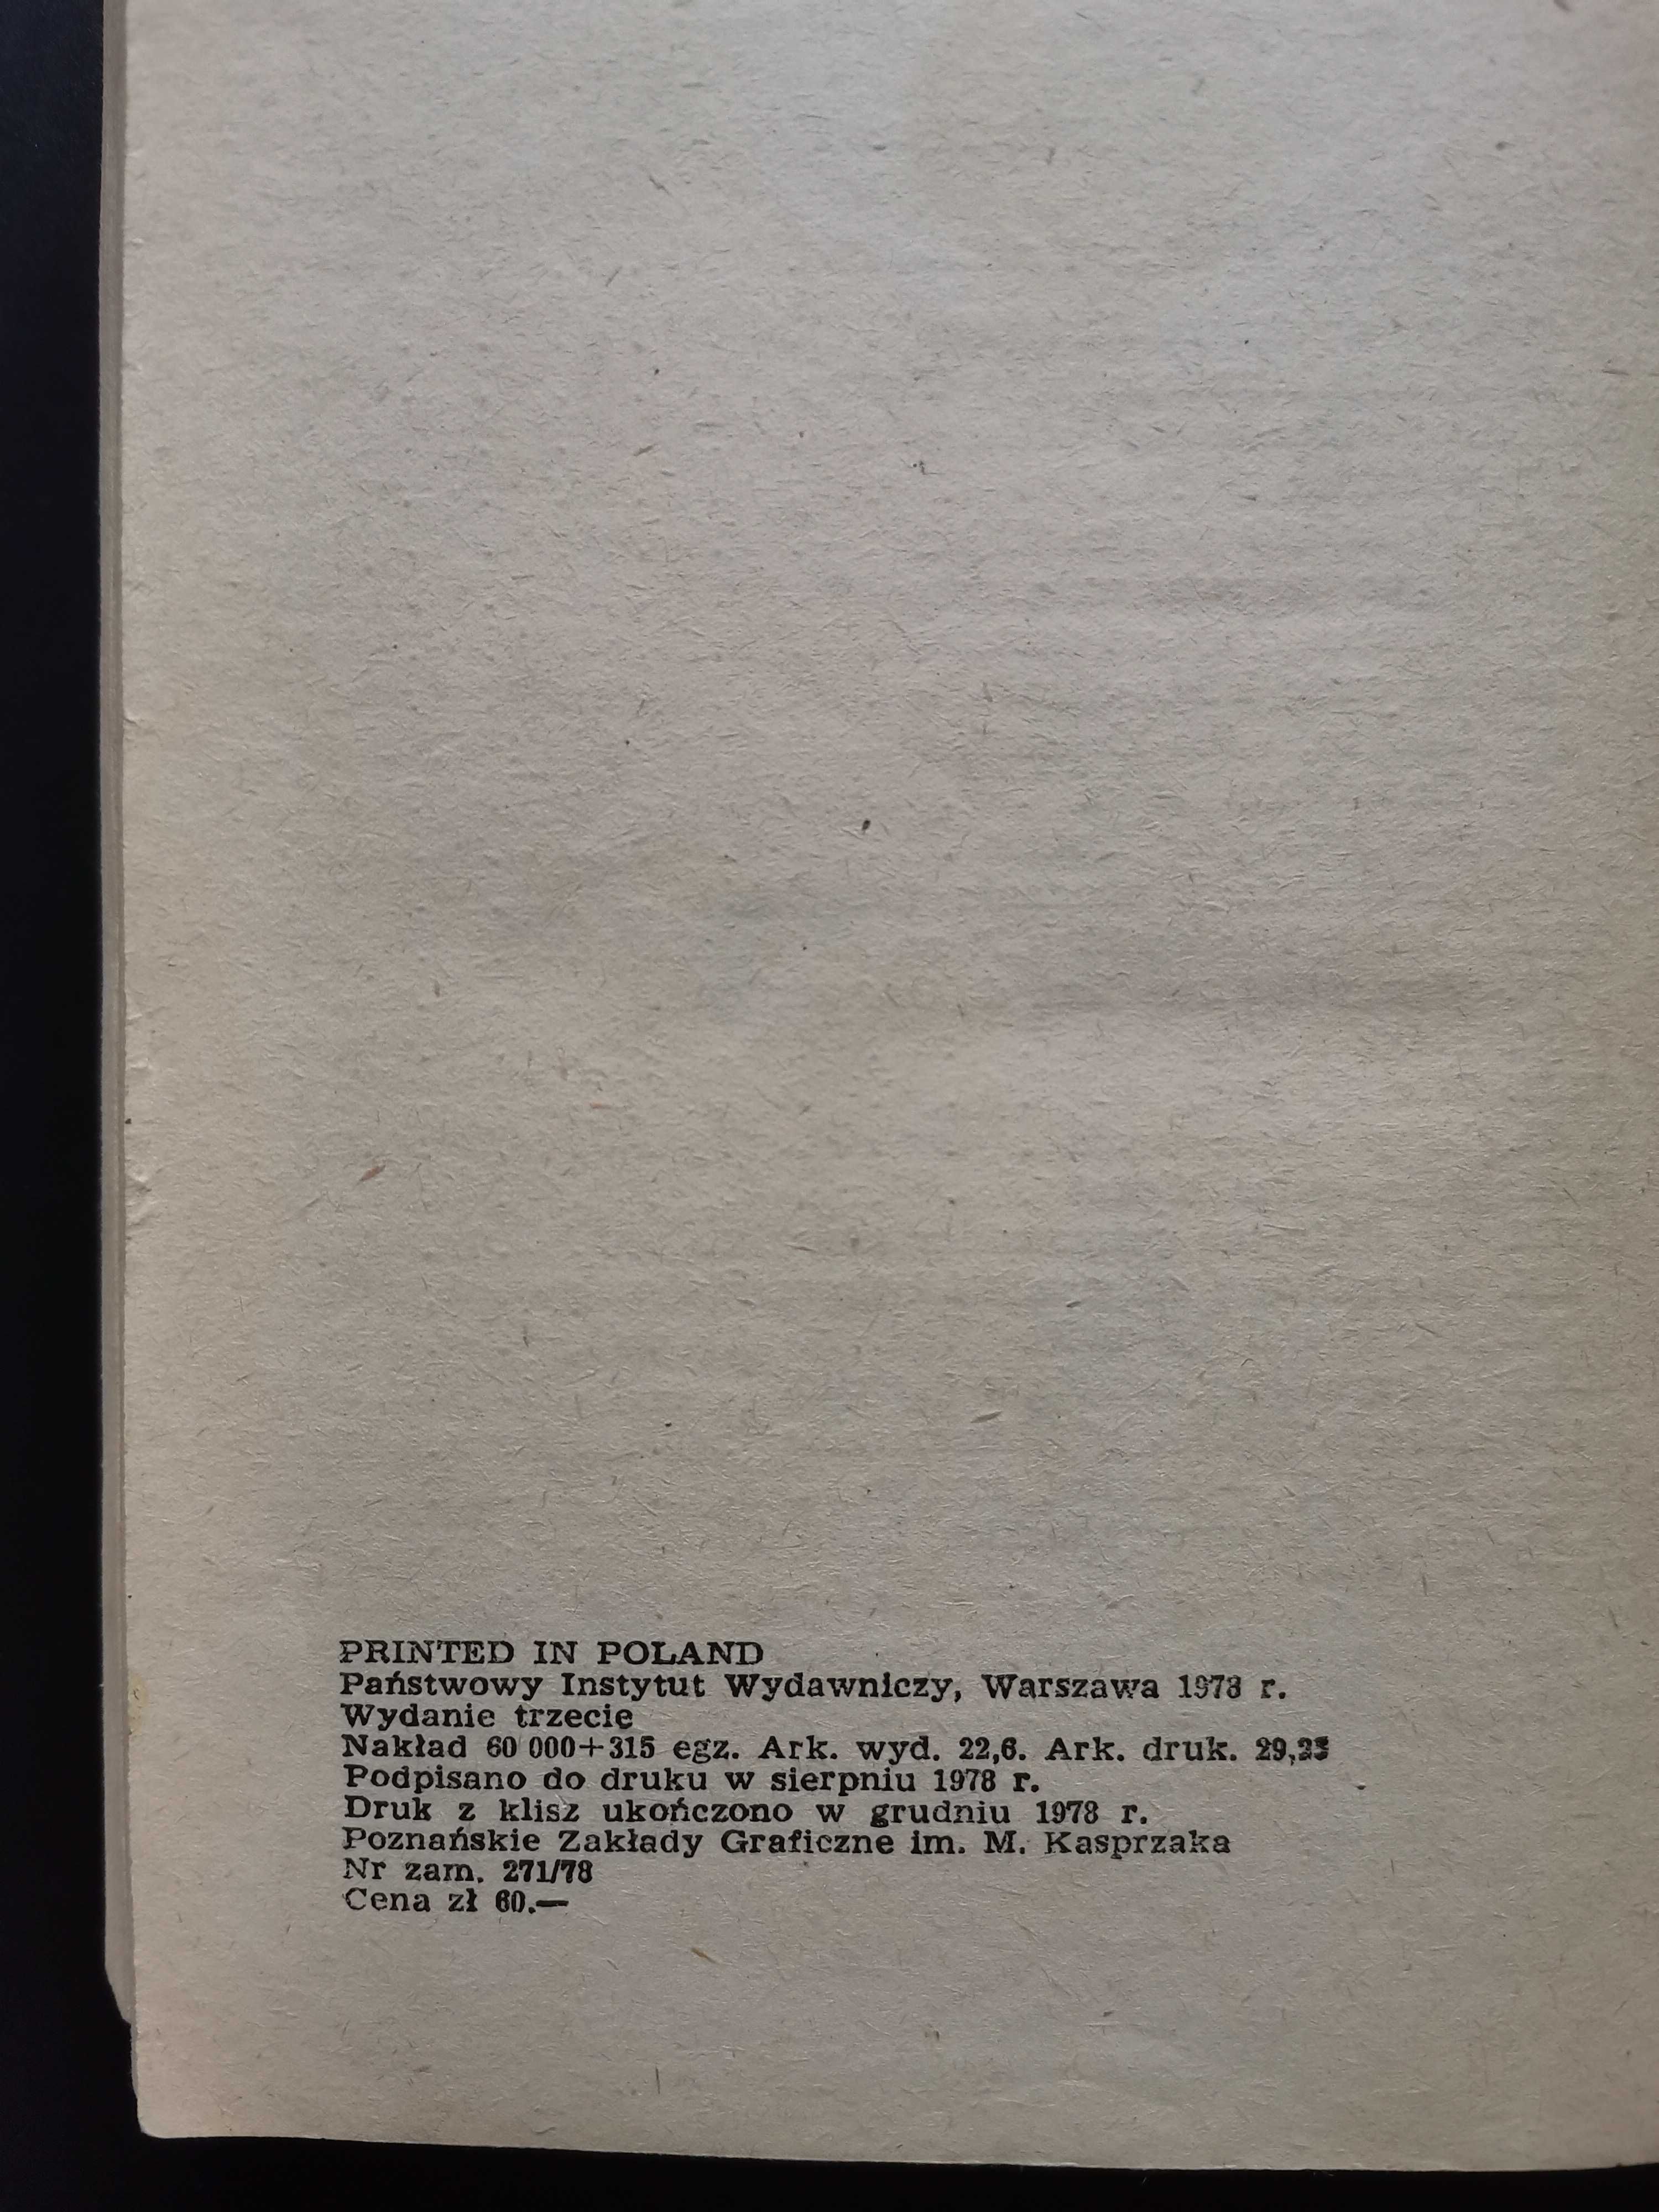 PRINTED IN POLAND
Państwowy Instytut Wydawniczy, Warszawa 1978 r.
Wydanie trzecie
Nakład 60 000+315 egz. Ark. wyd. 22,6. Ark. druk.
Podpisano do druku w sierpniu 1978 r.
Druk z klisz ukończono w grudniu 1978 r.
Poznańskie Zakłady Graficzne im. M. Kasprzaka
Nr zam. 271/78
Cena zł 60.—